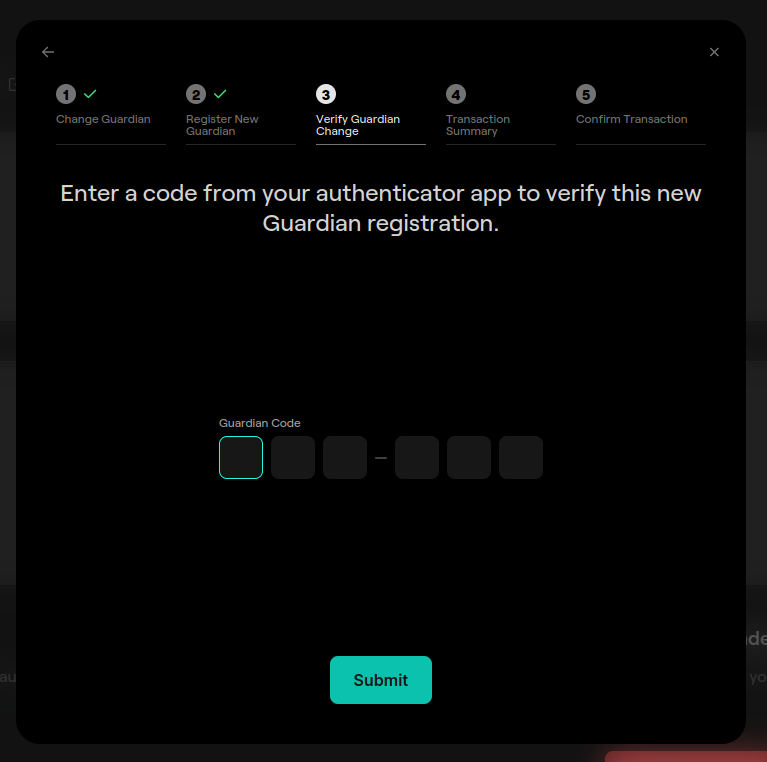 1
2
3
4
5
Change Guardian
Register New
Guardian
Verify Guardian
Change
Transaction
Summary
Confirm Transaction
Enter a code from your authenticator app to verify this new
Guardian registration.
Guardian Code
Submit